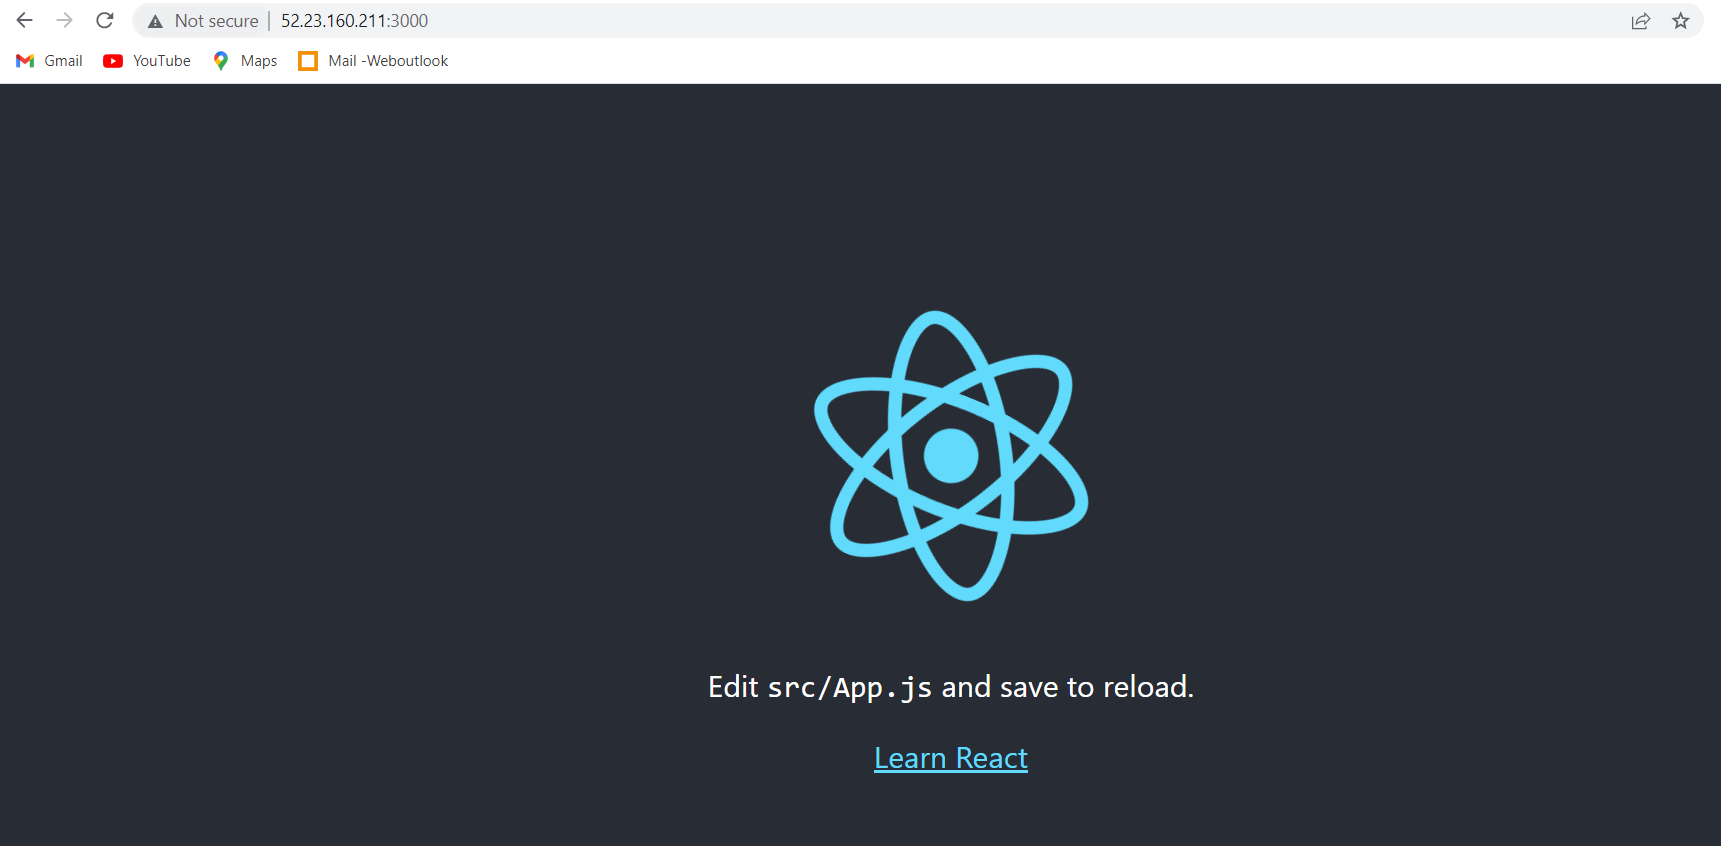 Not secure | 52.23.160.211:3000
Gmail YouTube Maps Mail -Weboutlook
Edit src/App.js and save to reload.
Learn React